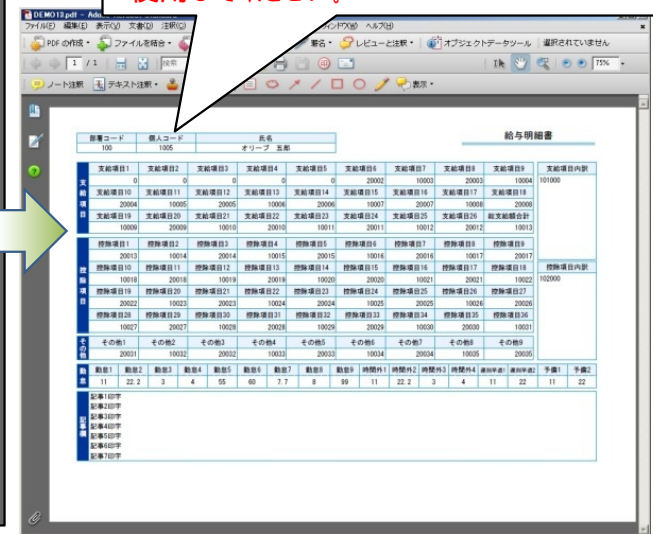 使用してください。
DEMO13.pdf -
ファイル(F) 編集(E) 表示(V) 文書(D) 注釈(C) ヘルプ(H)
PDF の作成 ファイルを結合 署名 レビューと注釈 オブジェクトデータツール 選択されていません
1 / 1 検索 75%
ノート注釈 テキスト注釈 表示
給与明細書
部署コード 個人コード 氏名
100 1005 オリーブ 五郎
支給項目
支給項目1 支給項目2 支給項目3 支給項目4 支給項目5 支給項目6 支給項目7 支給項目8 支給項目9 支給項目内訳
0 0 0 0 0 20002 10003 20003 10004 101000
支給項目10 支給項目11 支給項目12 支給項目13 支給項目14 支給項目15 支給項目16 支給項目17 支給項目18
20004 10005 20005 10006 20006 10007 20007 10008 20008
支給項目19 支給項目20 支給項目21 支給項目22 支給項目23 支給項目24 支給項目25 支給項目26 総支給額合計
10009 20009 10010 20010 10011 20011 10012 20012 10013
控除項目
控除項目1 控除項目2 控除項目3 控除項目4 控除項目5 控除項目6 控除項目7 控除項目8 控除項目9
20013 10014 20014 10015 20015 10016 20016 10017 20017
控除項目10 控除項目11 控除項目12 控除項目13 控除項目14 控除項目15 控除項目16 控除項目17 控除項目18 控除項目内訳
10018 20018 10019 20019 10020 20020 10021 20021 10022 102000
控除項目19 控除項目20 控除項目21 控除項目22 控除項目23 控除項目24 控除項目25 控除項目26 控除項目27
20022 10023 20023 10024 20024 10025 20025 10026 20026
控除項目28 控除項目29 控除項目30 控除項目31 控除項目32 控除項目33 控除項目34 控除項目35 控除項目36
10027 20027 10028 20028 10029 20029 10030 20030 10031
その他
その他1 その他2 その他3 その他4 その他5 その他6 その他7 その他8 その他9
20031 10032 20032 10033 20033 10034 20034 10035 20035
勤怠
勤怠1 勤怠2 勤怠3 勤怠4 勤怠5 勤怠6 勤怠7 勤怠8 勤怠9 時間外1 時間外2 時間外3 時間外4 遅刻早退1 遅刻早退2 予備1 予備2
11 22.2 3 4 55 60 7.7 8 99 11 22.2 3 4 11 22 11 22
記事欄
記事1印字
記事2印字
記事3印字
記事4印字
記事5印字
記事6印字
記事7印字